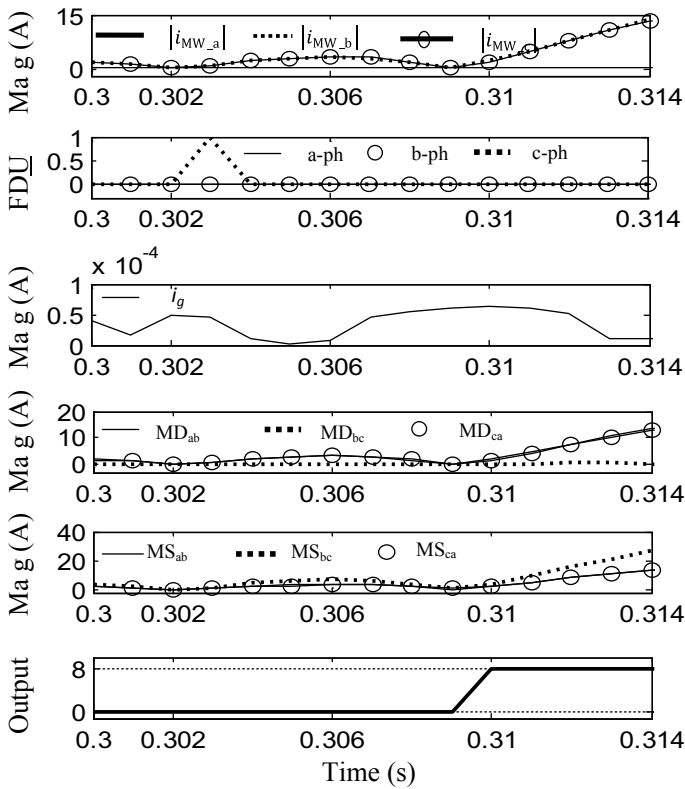 Mag(A)
15
0
|i_MW_a| |i_MW_b| |i_MW_|
0.3 0.302 0.306 0.31 0.314
FDU
1
0.5
0
a-ph b-ph c-ph
0.3 0.302 0.306 0.31 0.314
x 10^-4
Mag(A)
1
0.5
0
i_g
0.3 0.302 0.306 0.31 0.314
Mag(A)
20
10
0
MD_ab MD_bc MD_ca
0.3 0.302 0.306 0.31 0.314
Mag(A)
40
20
0
MS_ab MS_bc MS_ca
0.3 0.302 0.306 0.31 0.314
Output
8
0
0.3 0.302 0.306 0.31 0.314
Time (s)